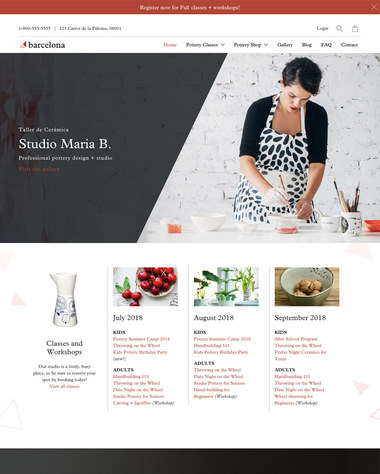 Register now for Fall classes + workshops!
1-800-555-5555 | 123 Carrer de la Paloma, 08001
Login
barcelona
Home Pottery Classes Pottery Shop Gallery Blog FAQ Contact
Taller de Cerámica
Studio Maria B.
Professional pottery design + studio
Visit our gallery
Classes and
Workshops
Our studio is a lively, busy
place, so be sure to reserve your
spot by booking today!
View all classes
July 2018
KIDS
Pottery Summer Camp 2018
Throwing on the Wheel
Kids Pottery Birthday Party
(new!)
ADULTS
Handbuilding 101
Throwing on the Wheel
Date Night on the Wheel
Studio Pottery for Seniors
Carving + Sgraffito (Workshop)
August 2018
KIDS
Pottery Summer Camp 2018
Handbuilding 101
Kids Pottery Birthday Party
ADULTS
Throwing on the Wheel
Date Night on the Wheel
Studio Pottery for Seniors
Hand-building for
Beginners (Workshop)
September 2018
KIDS
After School Program
Throwing on the Wheel
Friday Night Ceramics for
Teens
ADULTS
Handbuilding 101
Throwing on the Wheel
Date Night on the Wheel
Wheel-throwing for
Beginners (Workshop)